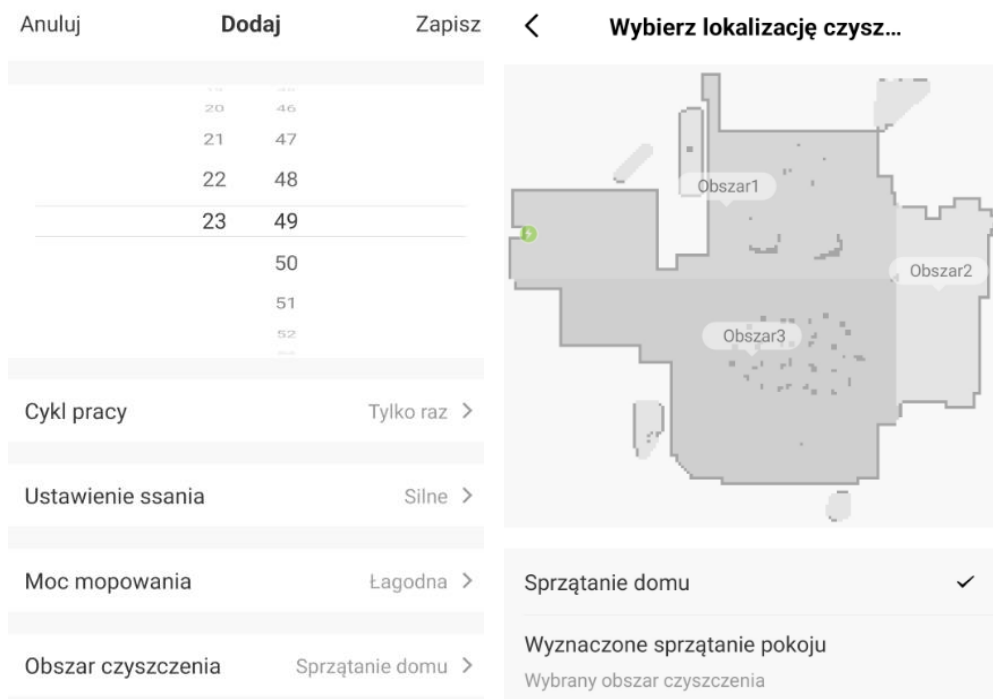 Anuluj Dodaj Zapisz
20 46
21 47
22 48
23 49
50
51
52
Cykl pracy Tylko raz
Ustawienie ssania Silne
Moc mopowania Łagodna
Obszar czyszczenia Sprzątanie domu
Wybierz lokalizację czysz...
Obszar1
Obszar2
Obszar3
Sprzątanie domu
Wyznaczone sprzątanie pokoju
Wybrany obszar czyszczenia